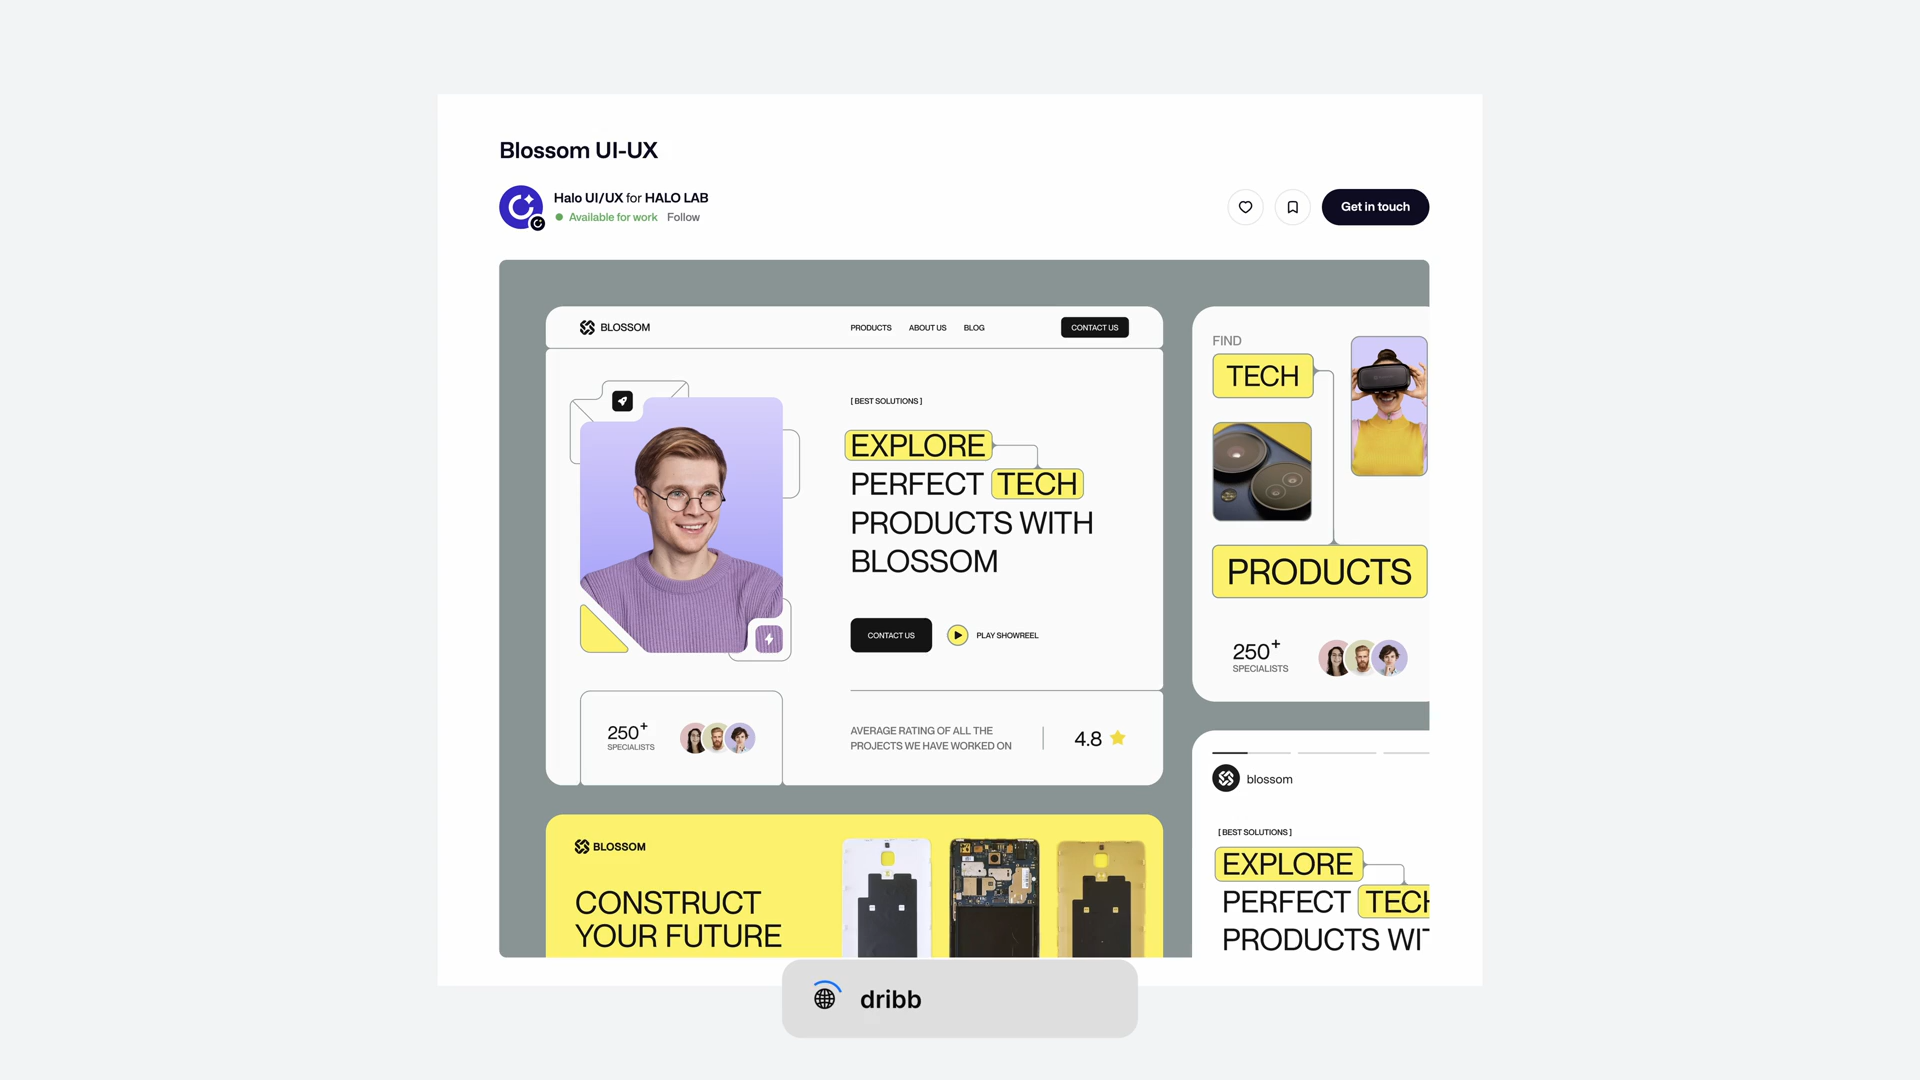 Blossom UI-UX
Halo UI/UX for HALO LAB
Available for work Follow
Get in touch
BLOSSOM
PRODUCTS ABOUT US BLOG
CONTACT US
[ BEST SOLUTIONS ]
EXPLORE
PERFECT TECH
PRODUCTS WITH
BLOSSOM
CONTACT US
PLAY SHOWREEL
250+
SPECIALISTS
AVERAGE RATING OF ALL THE
PROJECTS WE HAVE WORKED ON
4.8
FIND
TECH
PRODUCTS
250+
SPECIALISTS
BLOSSOM
CONSTRUCT
YOUR FUTURE
blossom
[ BEST SOLUTIONS ]
EXPLORE
PERFECT TECH
PRODUCTS WIT
dribb